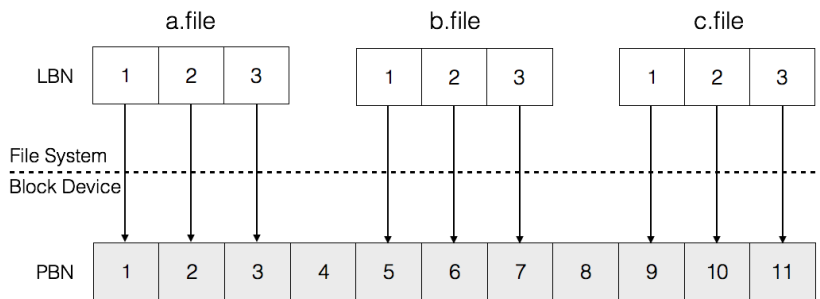 a.file b.file c.file
LBN 1 2 3 1 2 3 1 2 3
File System
Block Device
PBN 1 2 3 4 5 6 7 8 9 10 11